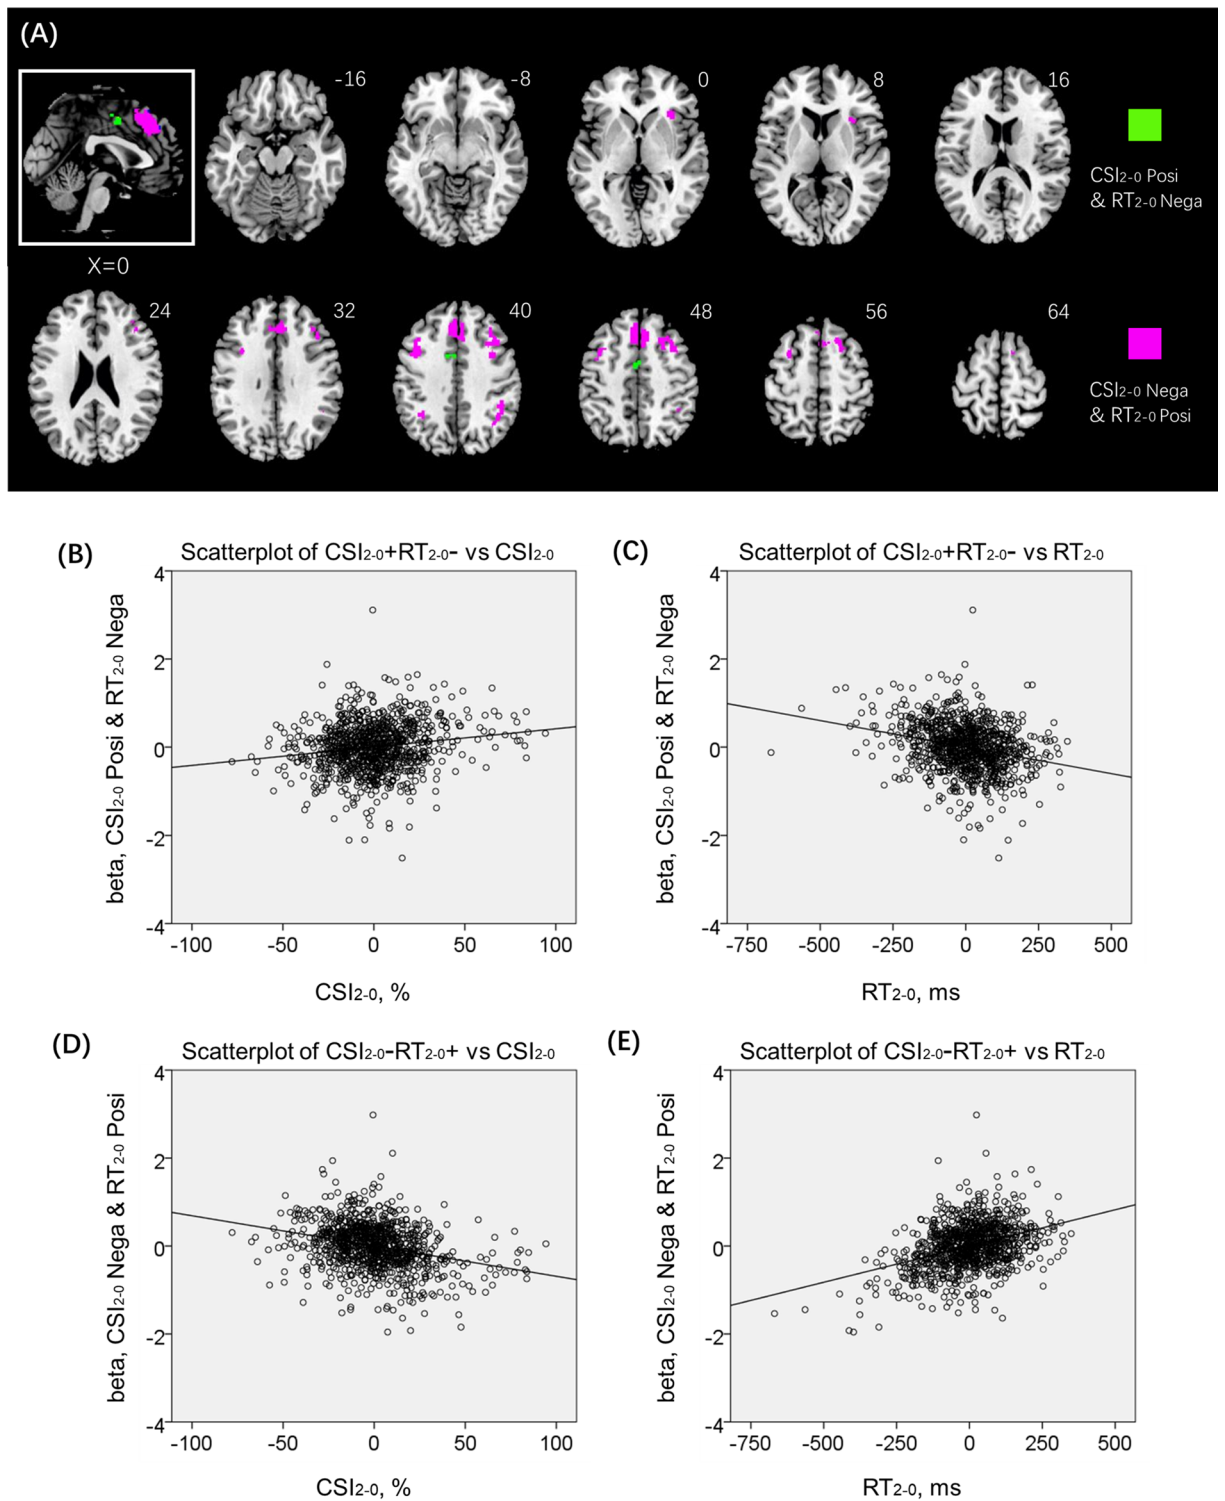 (A)
-16
-8
0
8
16
CSI2-0 Posi
& RT2-0 Nega
X=0
24
32
40
48
56
64
CSI2-0 Nega
& RT2-0 Posi
(B)
Scatterplot of CSI2-0+RT2-0- vs CSI2-0
beta, CSI2-0 Posi & RT2-0 Nega
4
2
0
-2
-4
-100 -50 0 50 100
CSI2-0, %
(C)
Scatterplot of CSI2-0+RT2-0- vs RT2-0
beta, CSI2-0 Posi & RT2-0 Nega
4
2
0
-2
-4
-750 -500 -250 0 250 500
RT2-0, ms
(D)
Scatterplot of CSI2-0-RT2-0+ vs CSI2-0
beta, CSI2-0 Nega & RT2-0 Posi
4
2
0
-2
-4
-100 -50 0 50 100
CSI2-0, %
(E)
Scatterplot of CSI2-0-RT2-0+ vs RT2-0
beta, CSI2-0 Nega & RT2-0 Posi
4
2
0
-2
-4
-750 -500 -250 0 250 500
RT2-0, ms